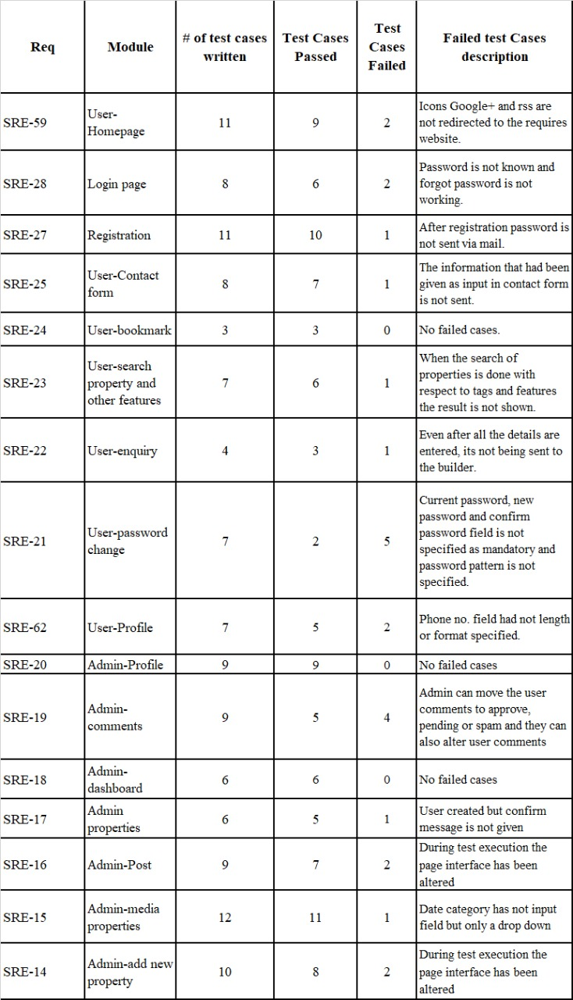 Req Module # of test cases written Test Cases Passed Test Cases Failed Failed test Cases description
SRE-59 User-Homepage 11 9 2 Icons Google+ and rss are not redirected to the requires website.
SRE-28 Login page 8 6 2 Password is not known and forgot password is not working.
SRE-27 Registration 11 10 1 After registration password is not sent via mail.
SRE-25 User-Contact form 8 7 1 The information that had been given as input in contact form is not sent.
SRE-24 User-bookmark 3 3 0 No failed cases.
SRE-23 User-search property and other features 7 6 1 When the search of properties is done with respect to tags and features the result is not shown.
SRE-22 User-enquiry 4 3 1 Even after all the details are entered, its not being sent to the builder.
SRE-21 User-password change 7 2 5 Current password, new password and confirm password field is not specified as mandatory and password pattern is not specified.
SRE-62 User-Profile 7 5 2 Phone no. field had not length or format specified.
SRE-20 Admin-Profile 9 9 0 No failed cases
SRE-19 Admin-comments 9 5 4 Admin can move the user comments to approve, pending or spam and they can also alter user comments
SRE-18 Admin-dashboard 6 6 0 No failed cases
SRE-17 Admin properties 6 5 1 User created but confirm message is not given
SRE-16 Admin-Post 9 7 2 During test execution the page interface has been altered
SRE-15 Admin-media properties 12 11 1 Date category has not input field but only a drop down
SRE-14 Admin-add new property 10 8 2 During test execution the page interface has been altered